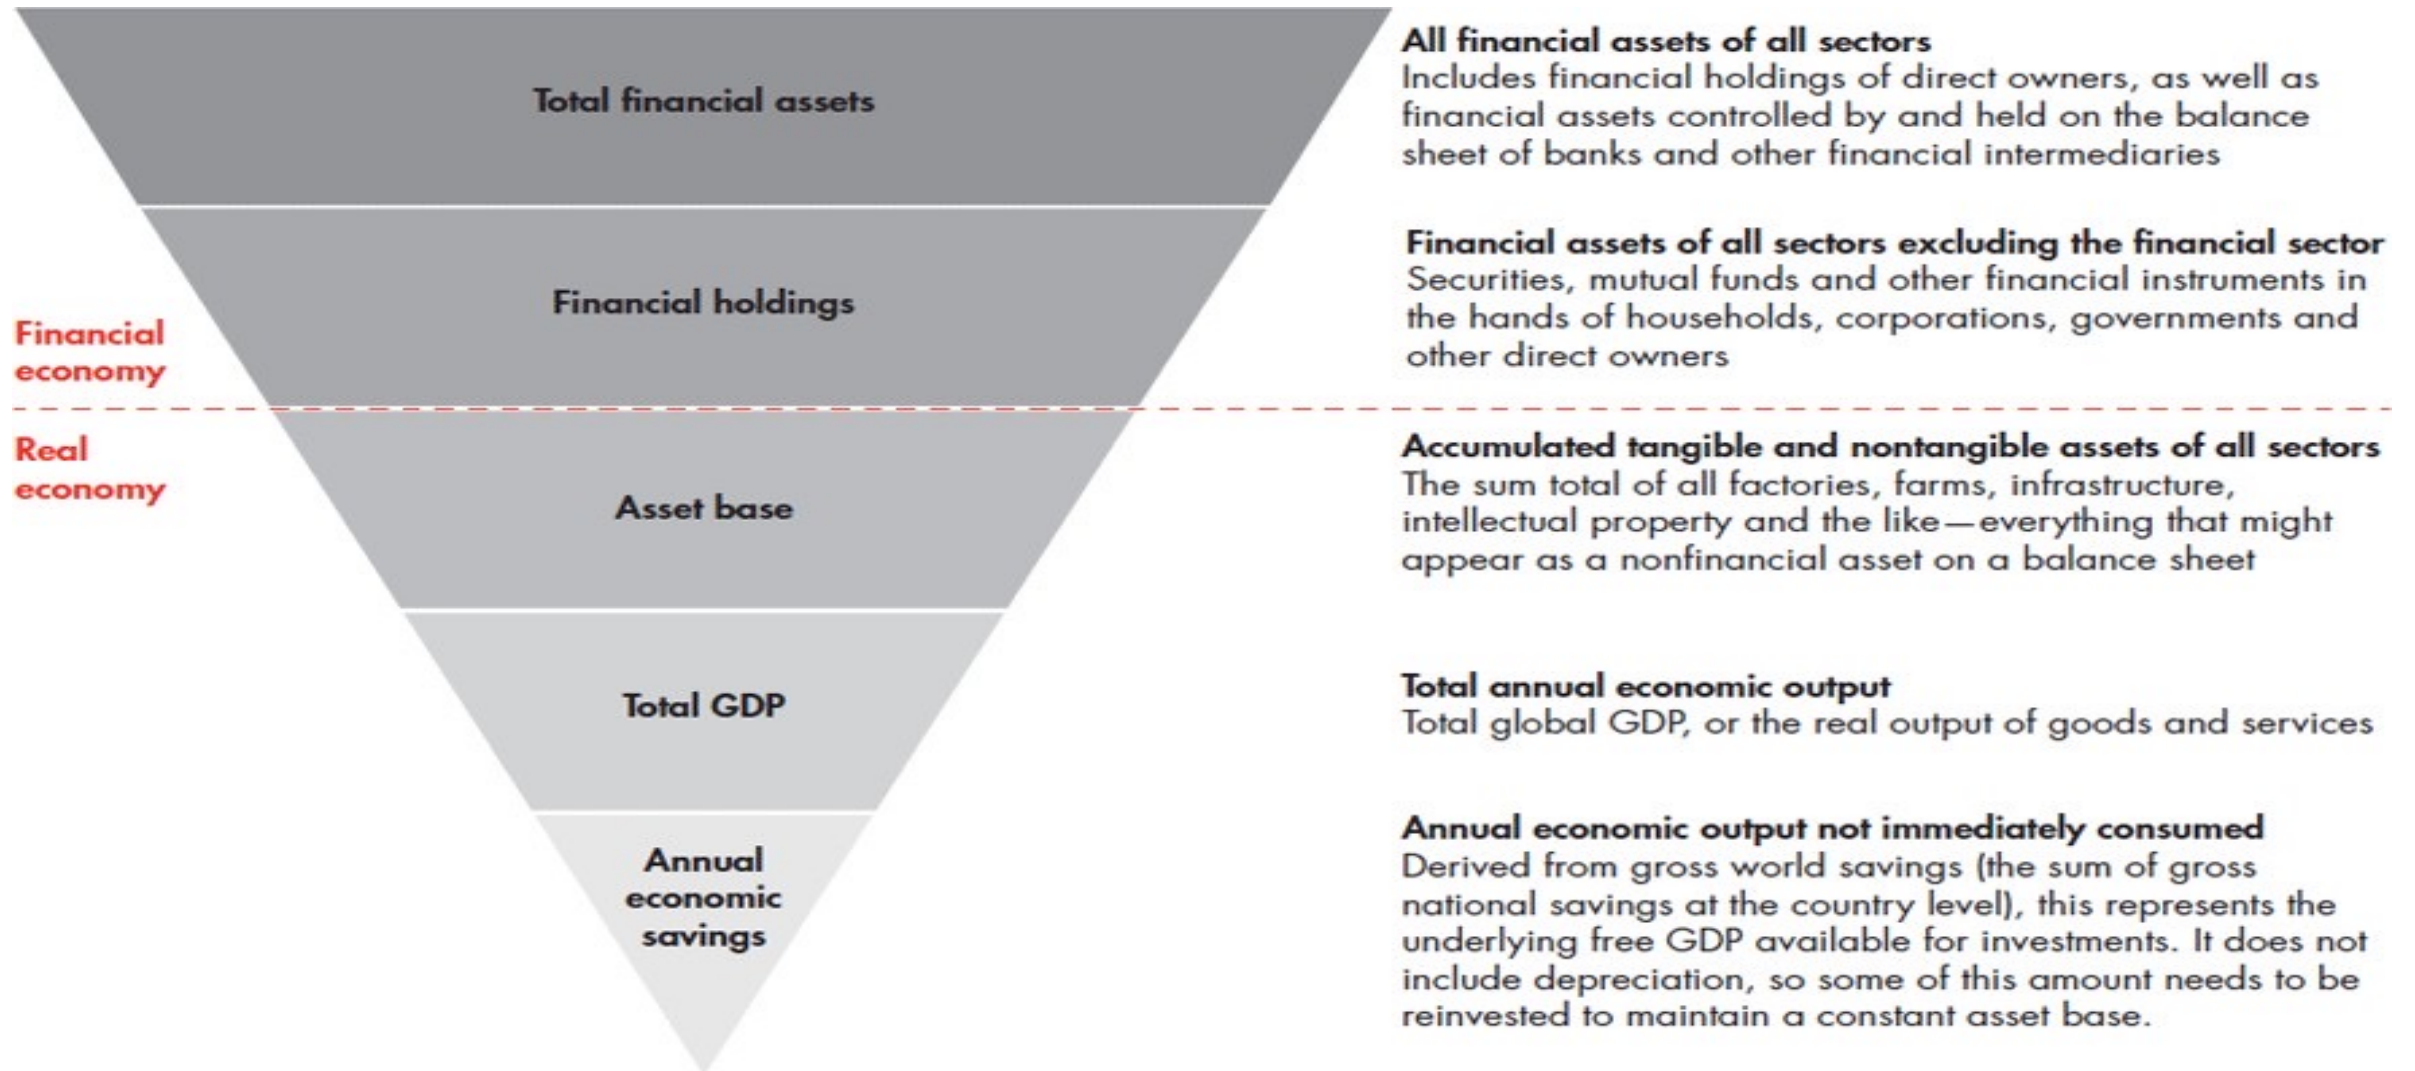 Total financial assets
All financial assets of all sectors
Includes financial holdings of direct owners, as well as
financial assets controlled by and held on the balance
sheet of banks and other financial intermediaries
Financial holdings
Financial assets of all sectors excluding the financial sector
Securities, mutual funds and other financial instruments in
the hands of households, corporations, governments and
other direct owners
Financial
economy
Real
economy
Asset base
Accumulated tangible and nontangible assets of all sectors
The sum total of all factories, farms, infrastructure,
intellectual property and the like—everything that might
appear as a nonfinancial asset on a balance sheet
Total GDP
Total annual economic output
Total global GDP, or the real output of goods and services
Annual
economic
savings
Annual economic output not immediately consumed
Derived from gross world savings (the sum of gross
national savings at the country level), this represents the
underlying free GDP available for investments. It does not
include depreciation, so some of this amount needs to be
reinvested to maintain a constant asset base.